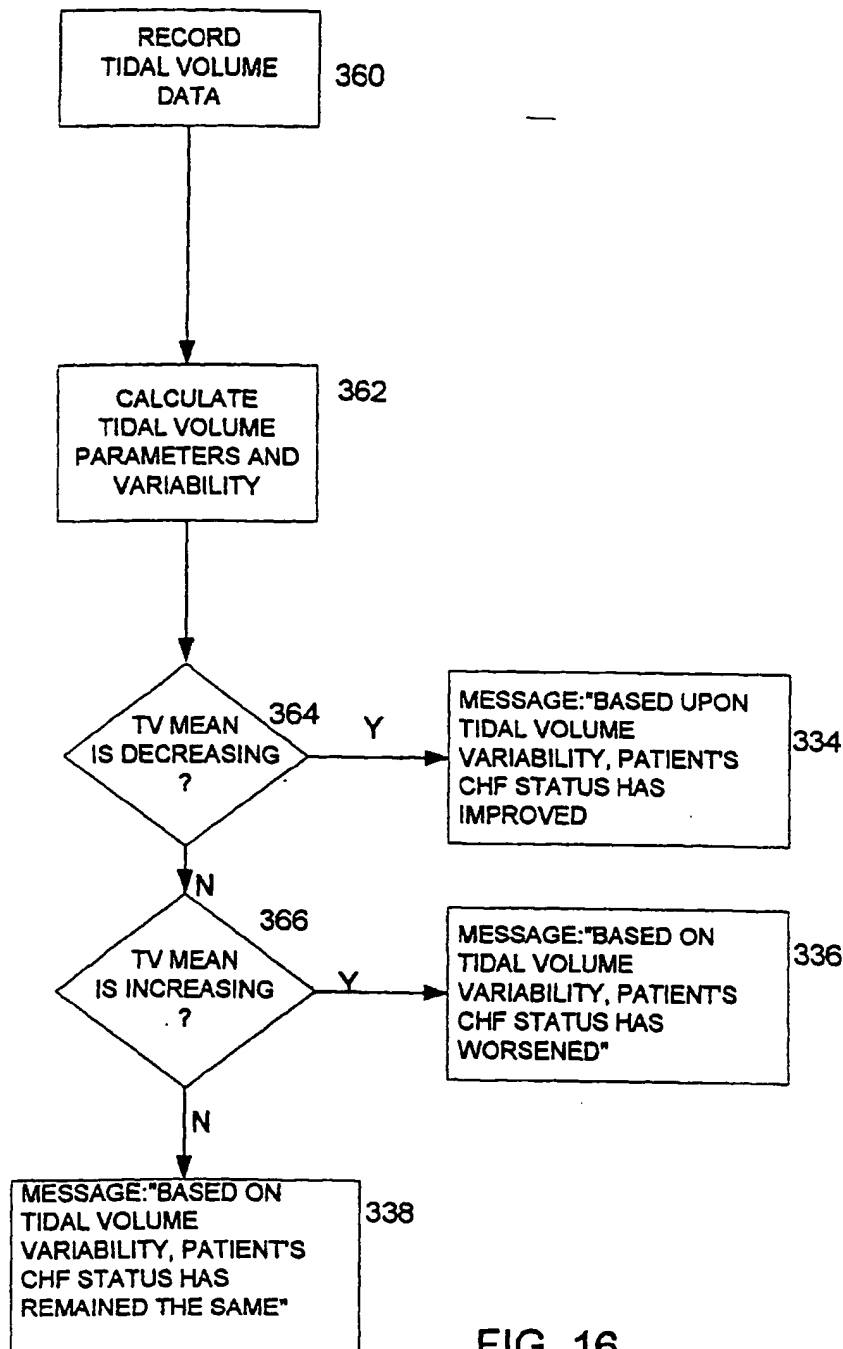 RECORD
TIDAL VOLUME
DATA
360
CALCULATE
TIDAL VOLUME
PARAMETERS AND
VARIABILITY
362
TV MEAN
IS DECREASING
?
364
Y
MESSAGE:"BASED UPON
TIDAL VOLUME
VARIABILITY, PATIENT'S
CHF STATUS HAS
IMPROVED
334
N
TV MEAN
IS INCREASING
?
366
Y
MESSAGE:"BASED ON
TIDAL VOLUME
VARIABILITY, PATIENT'S
CHF STATUS HAS
WORSENED"
336
N
MESSAGE:"BASED ON
TIDAL VOLUME
VARIABILITY, PATIENT'S
CHF STATUS HAS
REMAINED THE SAME"
338
FIG. 16